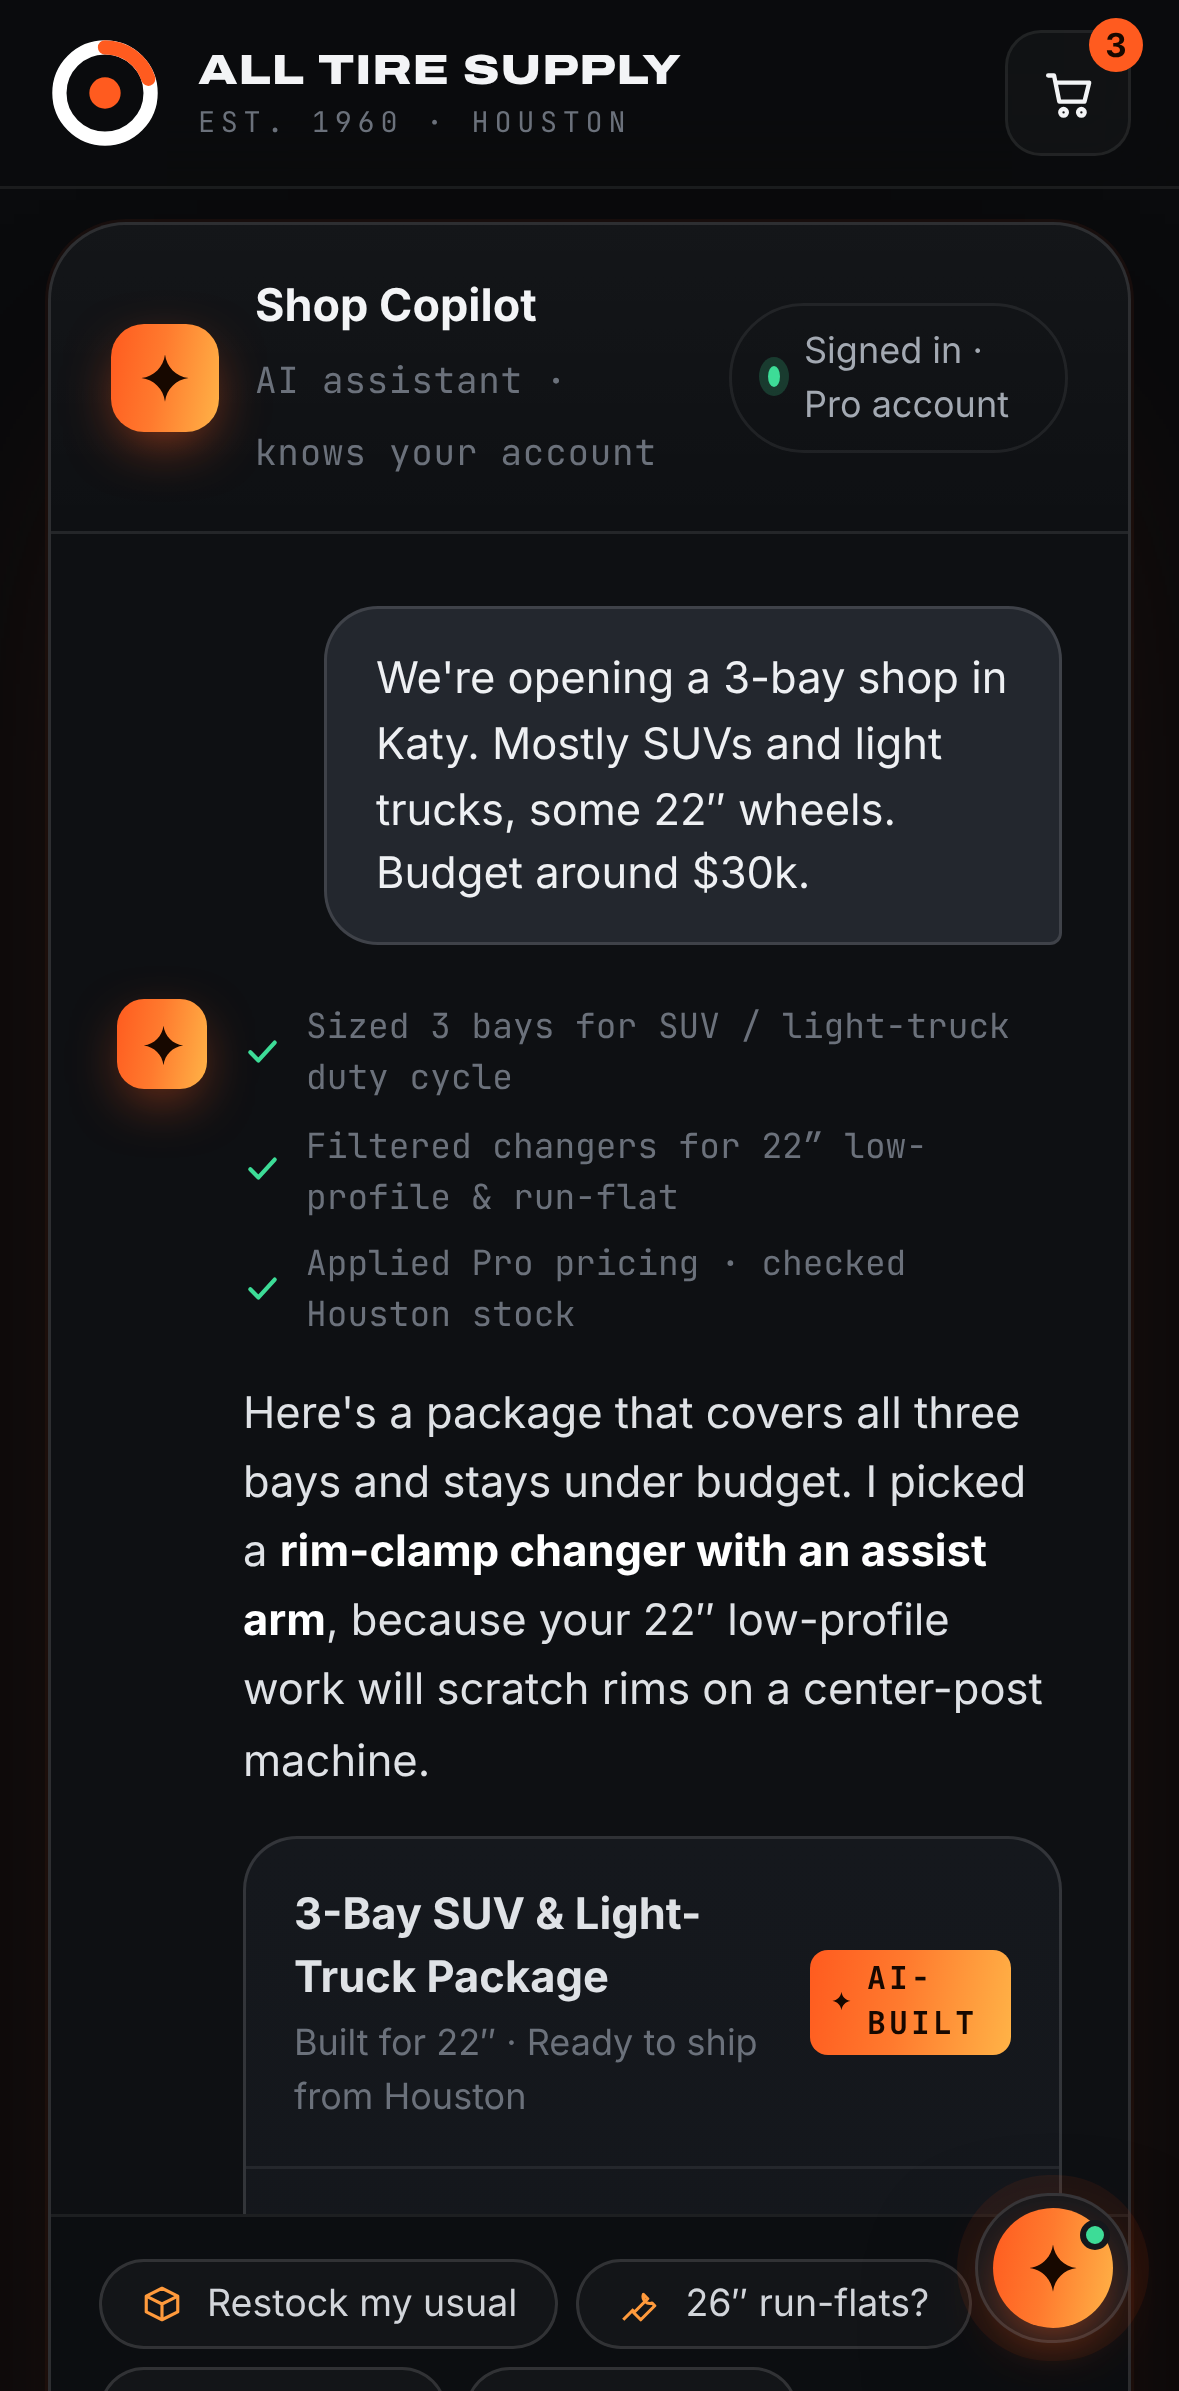 ALL TIRE SUPPLY
EST. 1960 · HOUSTON
3
Shop Copilot
AI assistant ·
knows your account
Signed in ·
Pro account
We're opening a 3-bay shop in
Katy. Mostly SUVs and light
trucks, some 22″ wheels.
Budget around $30k.
Sized 3 bays for SUV / light-truck
duty cycle
Filtered changers for 22″ low-
profile & run-flat
Applied Pro pricing · checked
Houston stock
Here's a package that covers all three
bays and stays under budget. I picked
a rim-clamp changer with an assist
arm, because your 22″ low-profile
work will scratch rims on a center-post
machine.
3-Bay SUV & Light-
Truck Package
Built for 22″ · Ready to ship
from Houston
AI-
BUILT
Restock my usual
26″ run-flats?